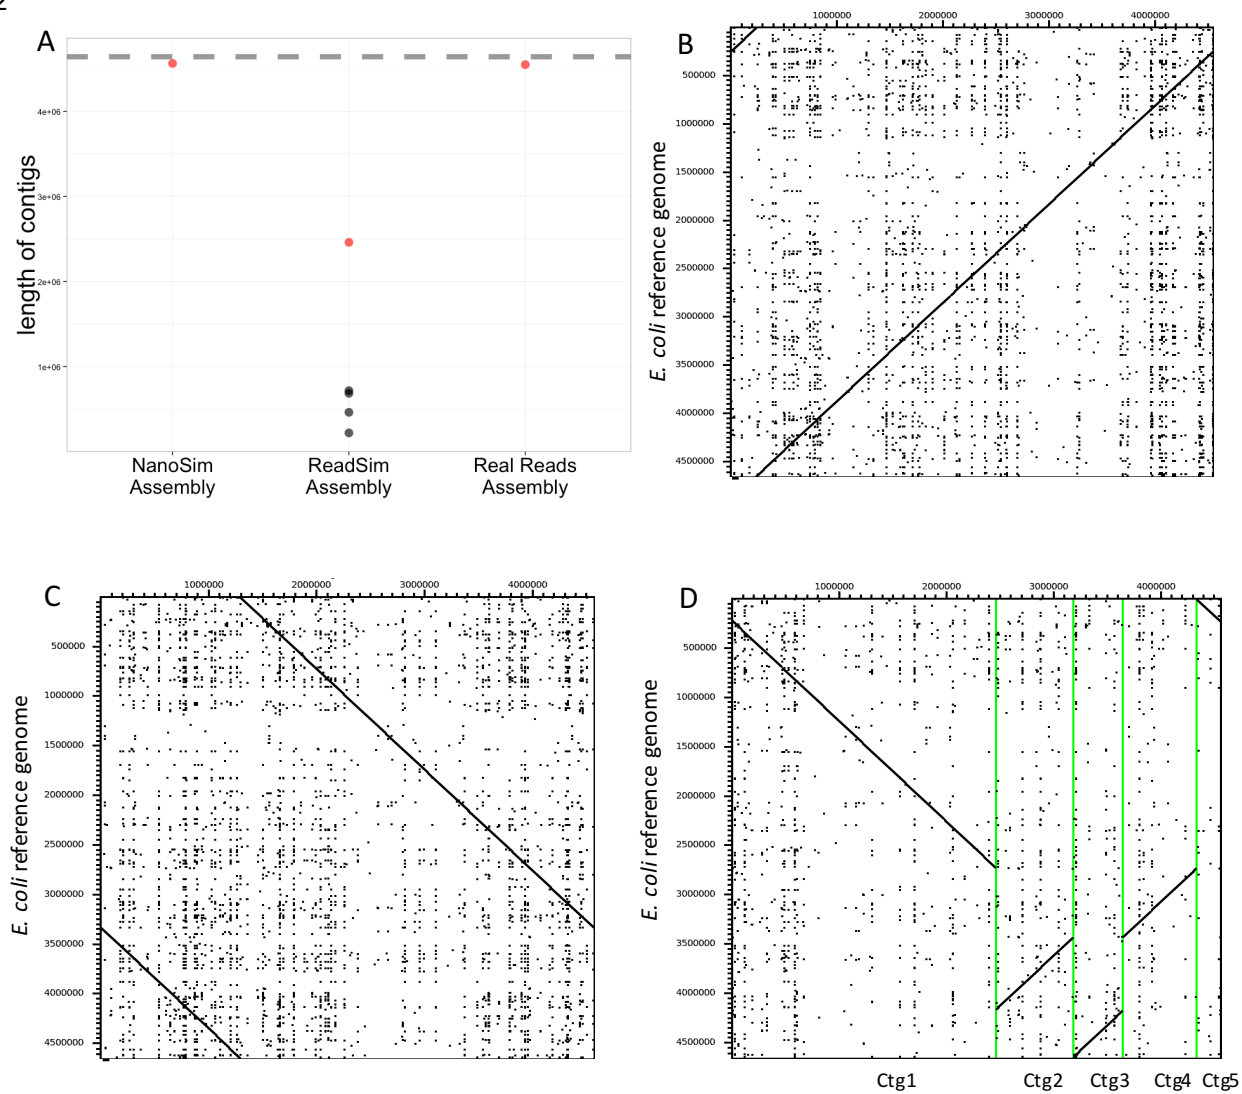 A
length of contigs
4e+06
3e+06
2e+06
1e+06
NanoSim
Assembly
ReadSim
Assembly
Real Reads
Assembly
B
1000000 2000000 3000000 4000000
E. coli reference genome
500000
1000000
1500000
2000000
2500000
3000000
3500000
4000000
4500000
C
1000000 2000000 3000000 4000000
E. coli reference genome
500000
1000000
1500000
2000000
2500000
3000000
3500000
4000000
4500000
D
1000000 2000000 3000000 4000000
E. coli reference genome
500000
1000000
1500000
2000000
2500000
3000000
3500000
4000000
4500000
Ctg1 Ctg2 Ctg3 Ctg4 Ctg5